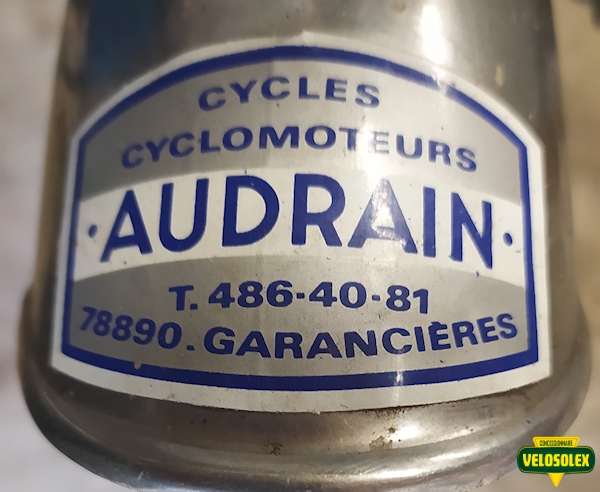 CYCLES
CYCLOMOTEURS
·AUDRAIN·
T. 486-40-81
78890.GARANCIÈRES
CONCESSIONNAIRE
VELOSOLEX